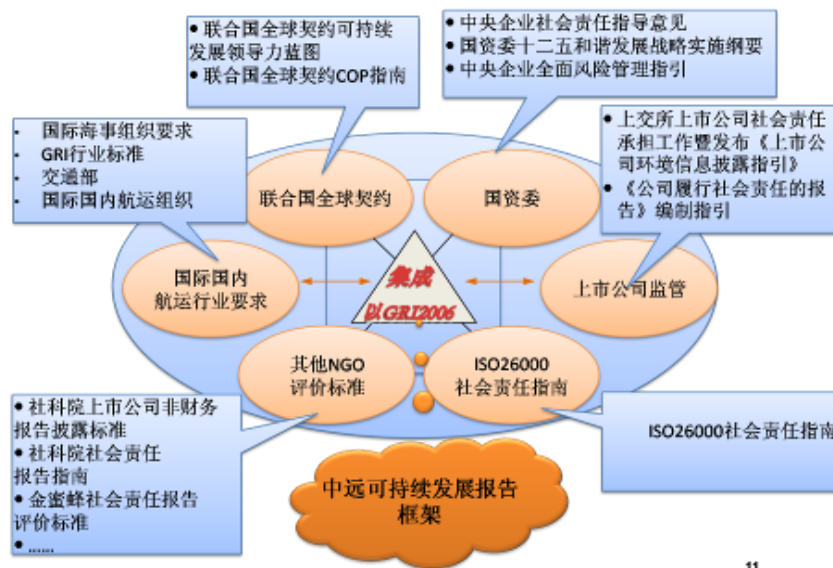 ● 联合国全球契约可持续
发展领导力蓝图
● 联合国全球契约COP指南
● 中央企业社会责任指导意见
● 国资委十二五和谐发展战略实施纲要
● 中央企业全面风险管理指引
- 国际海事组织要求
- GRI行业标准
- 交通部
- 国际国内航运组织
● 上交所上市公司社会责任
承担工作暨发布《上市公
司环境信息披露指引》
● 《公司履行社会责任的报
告》编制指引
联合国全球契约
国资委
国际国内
航运行业要求
集成
以GRI2006
上市公司监管
其他NGO
评价标准
ISO26000
社会责任指南
● 社科院上市公司非财务
报告披露标准
● 社科院社会责任
报告指南
● 金蜜蜂社会责任报告
评价标准
● ......
ISO26000社会责任指南
中远可持续发展报告
框架
11